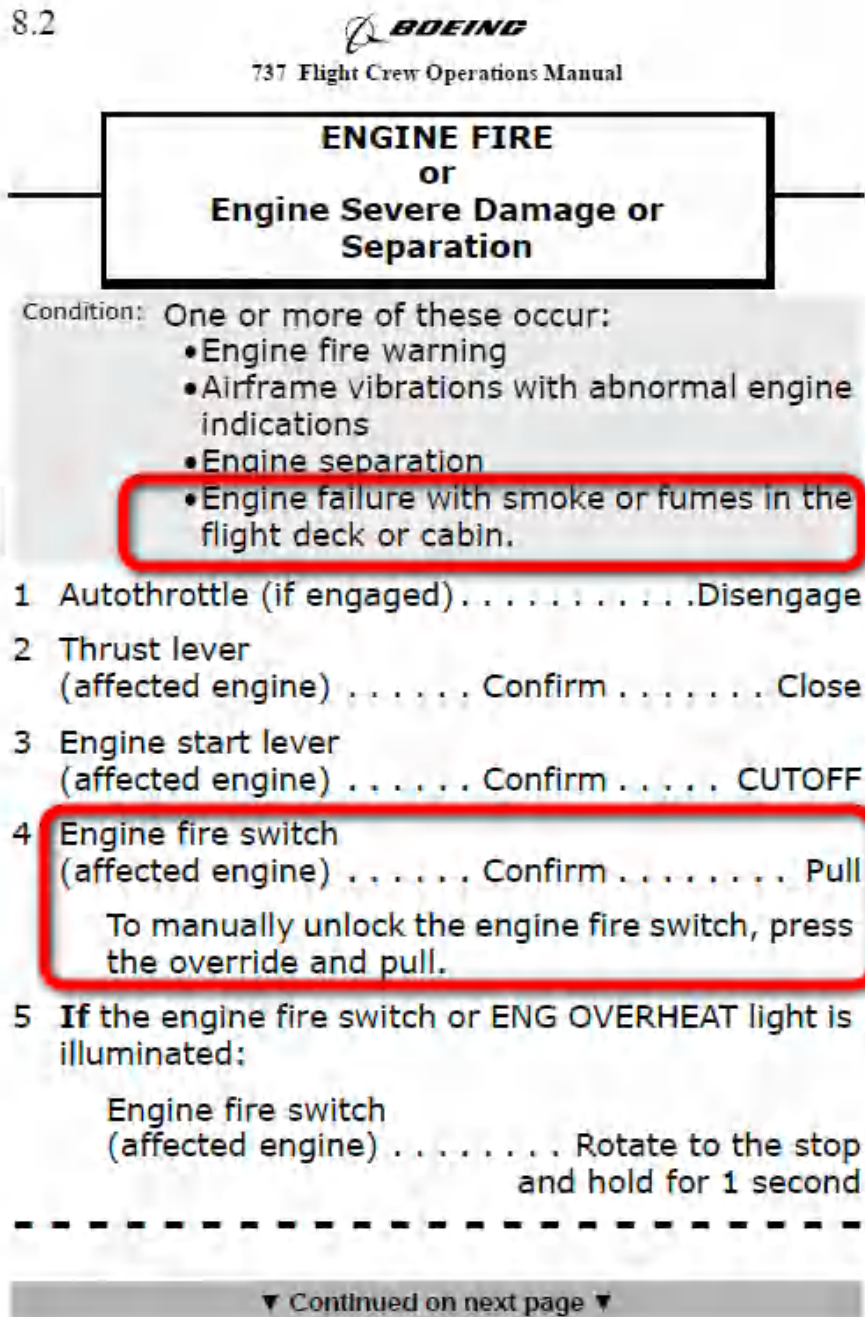 8.2
BOEING
737 Flight Crew Operations Manual
ENGINE FIRE
or
Engine Severe Damage or
Separation
Condition: One or more of these occur:
•Engine fire warning
•Airframe vibrations with abnormal engine
indications
•Engine separation
•Engine failure with smoke or fumes in the
flight deck or cabin.
1 Autothrottle (if engaged) . . . . . . . . . . .Disengage
2 Thrust lever
(affected engine) . . . . . . Confirm . . . . . . . Close
3 Engine start lever
(affected engine) . . . . . . Confirm . . . . . CUTOFF
4 Engine fire switch
(affected engine) . . . . . . Confirm . . . . . . . . Pull
To manually unlock the engine fire switch, press
the override and pull.
5 If the engine fire switch or ENG OVERHEAT light is
illuminated:
Engine fire switch
(affected engine) . . . . . . . . Rotate to the stop
and hold for 1 second
▼ Continued on next page ▼